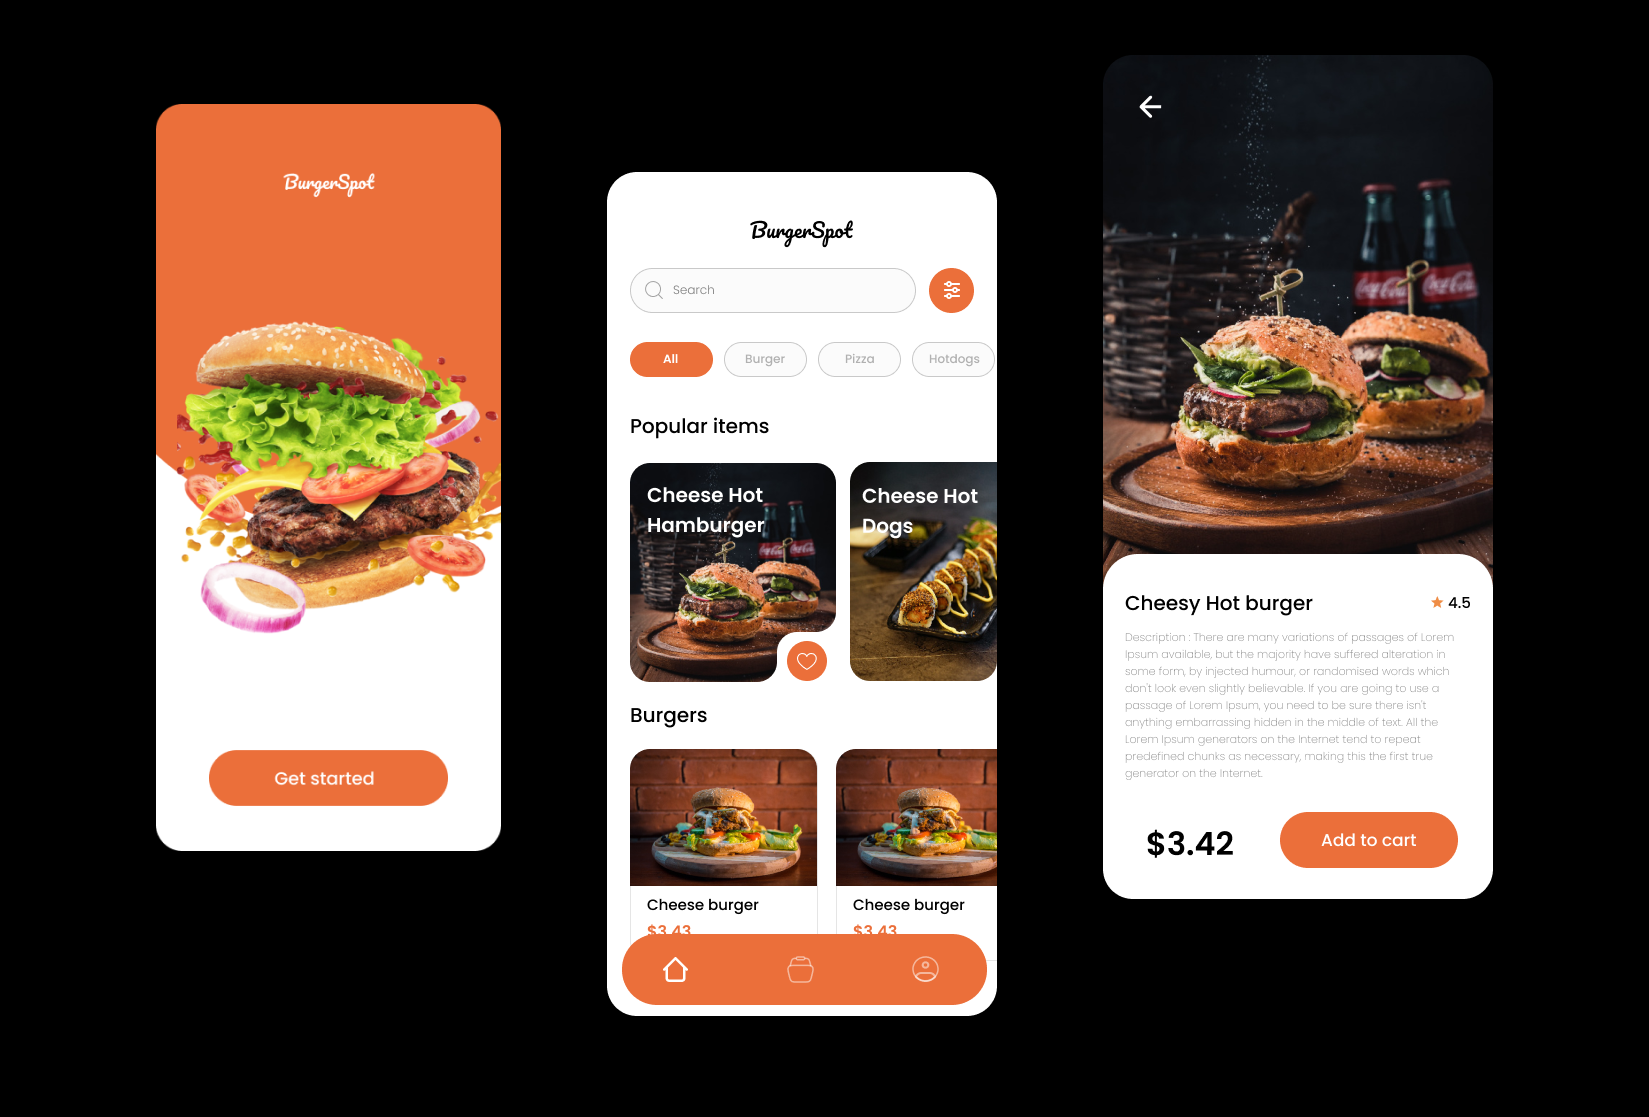 BurgerSpot
Get started
BurgerSpot
Search
All
Burger
Pizza
Hotdogs
Popular items
Cheese Hot
Hamburger
Cheese Hot
Dogs
Burgers
Cheese burger
$3.43
Cheese burger
$3.43
Coca-Cola
Coca-Cola
Cheesy Hot burger
4.5
Description : There are many variations of passages of Lorem
Ipsum available, but the majority have suffered alteration in
some form, by injected humour, or randomised words which
don't look even slightly believable. If you are going to use a
passage of Lorem Ipsum, you need to be sure there isn't
anything embarrassing hidden in the middle of text. All the
Lorem Ipsum generators on the Internet tend to repeat
predefined chunks as necessary, making this the first true
generator on the Internet.
$3.42
Add to cart